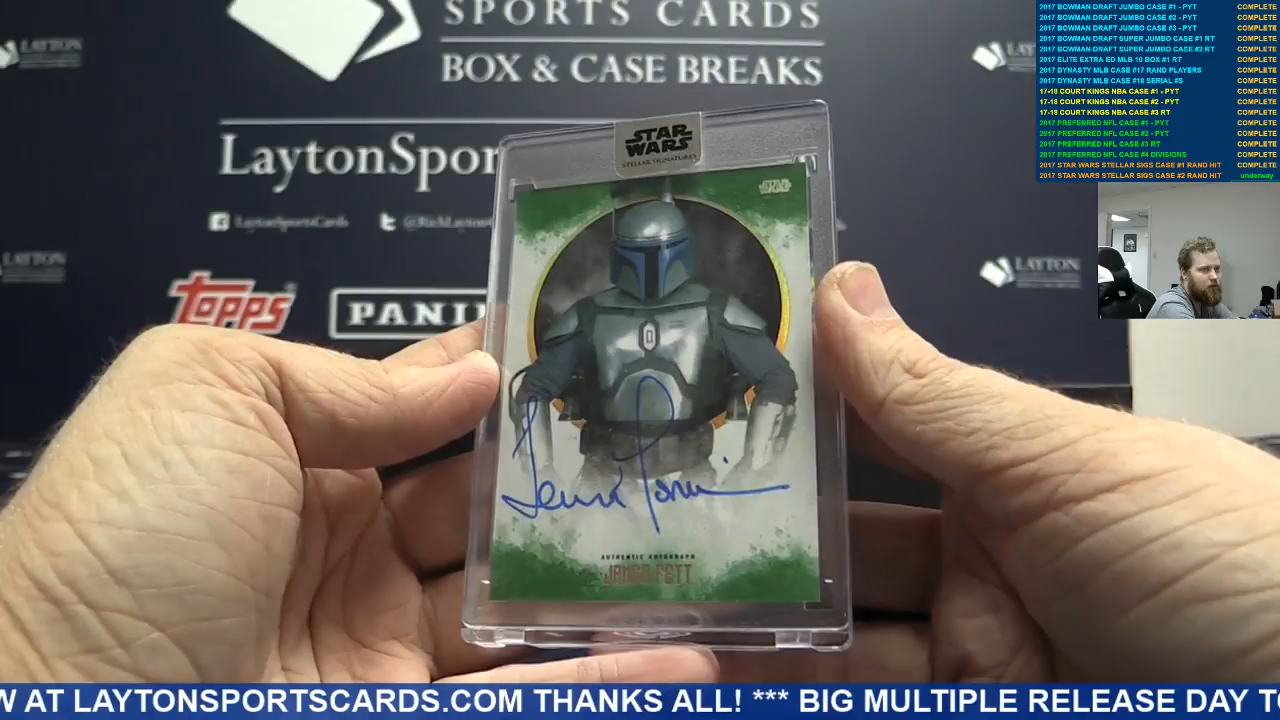 SPORTS CARDS
BOX & CASE BREAKS
LAYTON
LaytonSpor
LaytonSportsCards
LAYTON
LAYTON
topps
PANI
STAR WARS
STELLAR SIGNATURES
STAR WARS
AUTHENTIC AUTOGRAPH
JANGO FETT
2017 BOWMAN DRAFT JUMBO CASE #1 - PYT COMPLETE
2017 BOWMAN DRAFT JUMBO CASE #2 - PYT COMPLETE
2017 BOWMAN DRAFT JUMBO CASE #3 - PYT COMPLETE
2017 BOWMAN DRAFT SUPER JUMBO CASE #1 RT COMPLETE
2017 BOWMAN DRAFT SUPER JUMBO CASE #2 RT COMPLETE
2017 ELITE EXTRA ED MLB 10 BOX #1 RT COMPLETE
2017 DYNASTY MLB CASE #17 RAND PLAYERS COMPLETE
2017 DYNASTY MLB CASE #18 SERIAL #S COMPLETE
17-18 COURT KINGS NBA CASE #1 - PYT COMPLETE
17-18 COURT KINGS NBA CASE #2 - PYT COMPLETE
17-18 COURT KINGS NBA CASE #3 RT COMPLETE
2017 PREFERRED NFL CASE #1 - PYT COMPLETE
2017 PREFERRED NFL CASE #2 - PYT COMPLETE
2017 PREFERRED NFL CASE #3 RT COMPLETE
2017 PREFERRED NFL CASE #4 DIVISIONS COMPLETE
2017 STAR WARS STELLAR SIGS CASE #1 RAND HIT COMPLETE
2017 STAR WARS STELLAR SIGS CASE #2 RAND HIT underway
W AT LAYTONSPORTSCARDS.COM THANKS ALL! *** BIG MULTIPLE RELEASE DAY TO